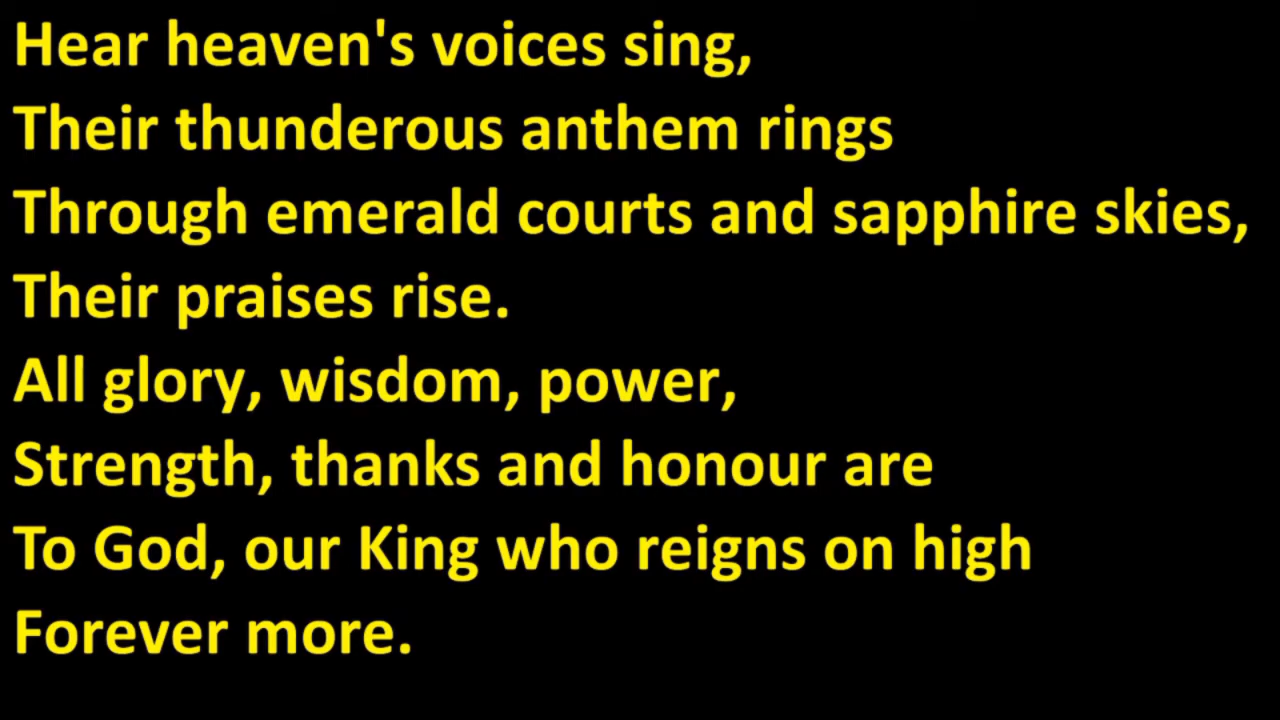 Hear heaven's voices sing,
Their thunderous anthem rings
Through emerald courts and sapphire skies,
Their praises rise.
All glory, wisdom, power,
Strength, thanks and honour are
To God, our King who reigns on high
Forever more.